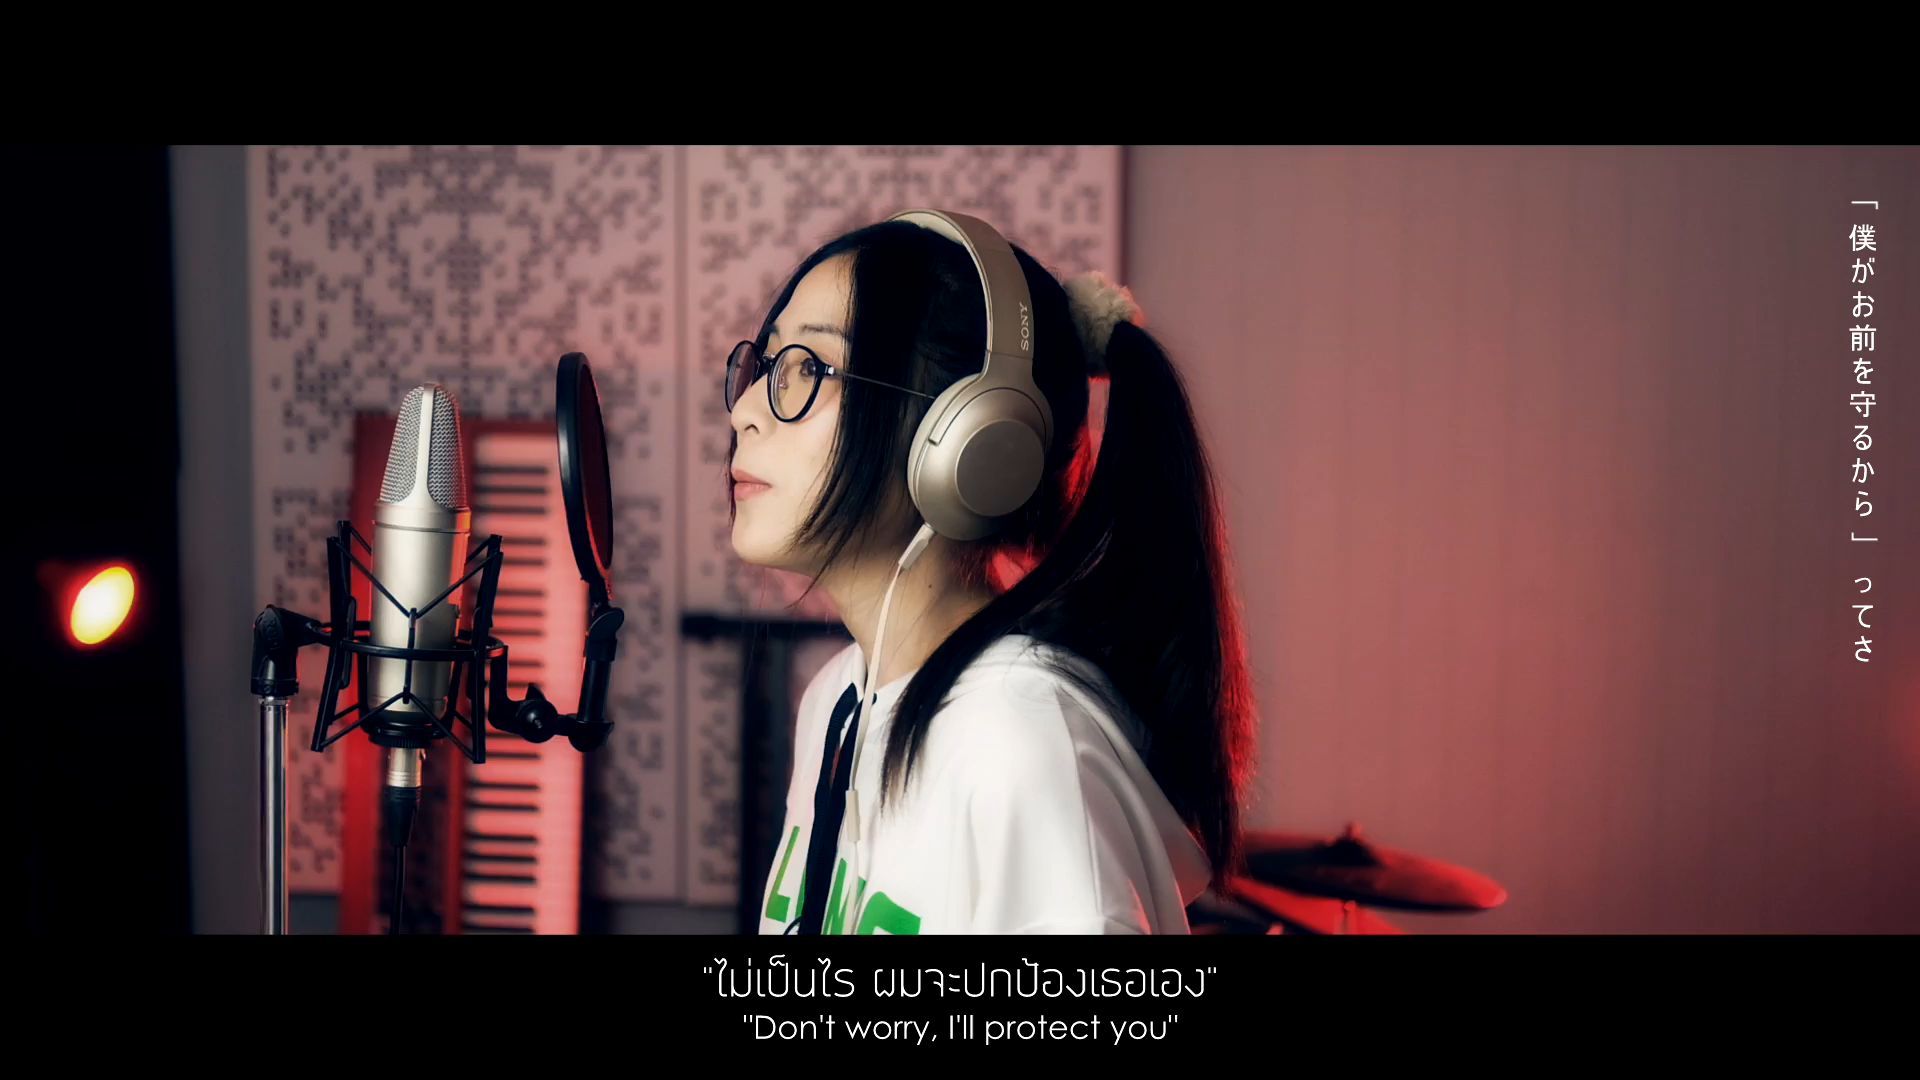 「僕がお前を守るから」ってさ
SONY
"ไม่เป็นไร ผมจะปกป้องเธอเอง"
"Don't worry, I'll protect you"